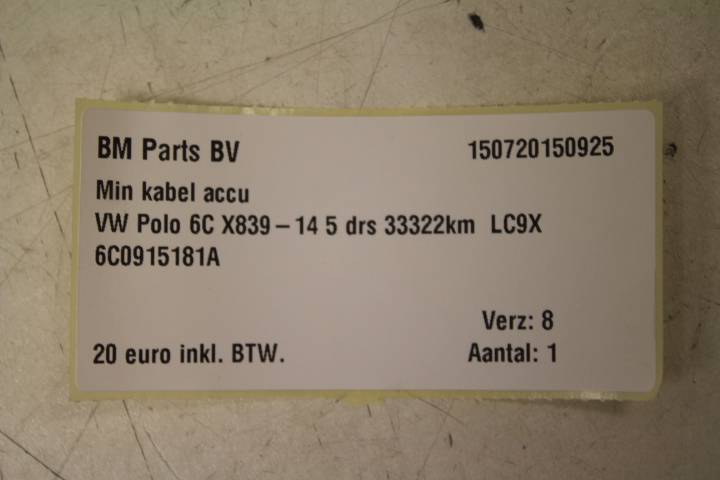 BM Parts BV 150720150925
Min kabel accu
VW Polo 6C X839-14 5 drs 33322km LC9X
6C0915181A
Verz: 8
20 euro inkl. BTW. Aantal: 1